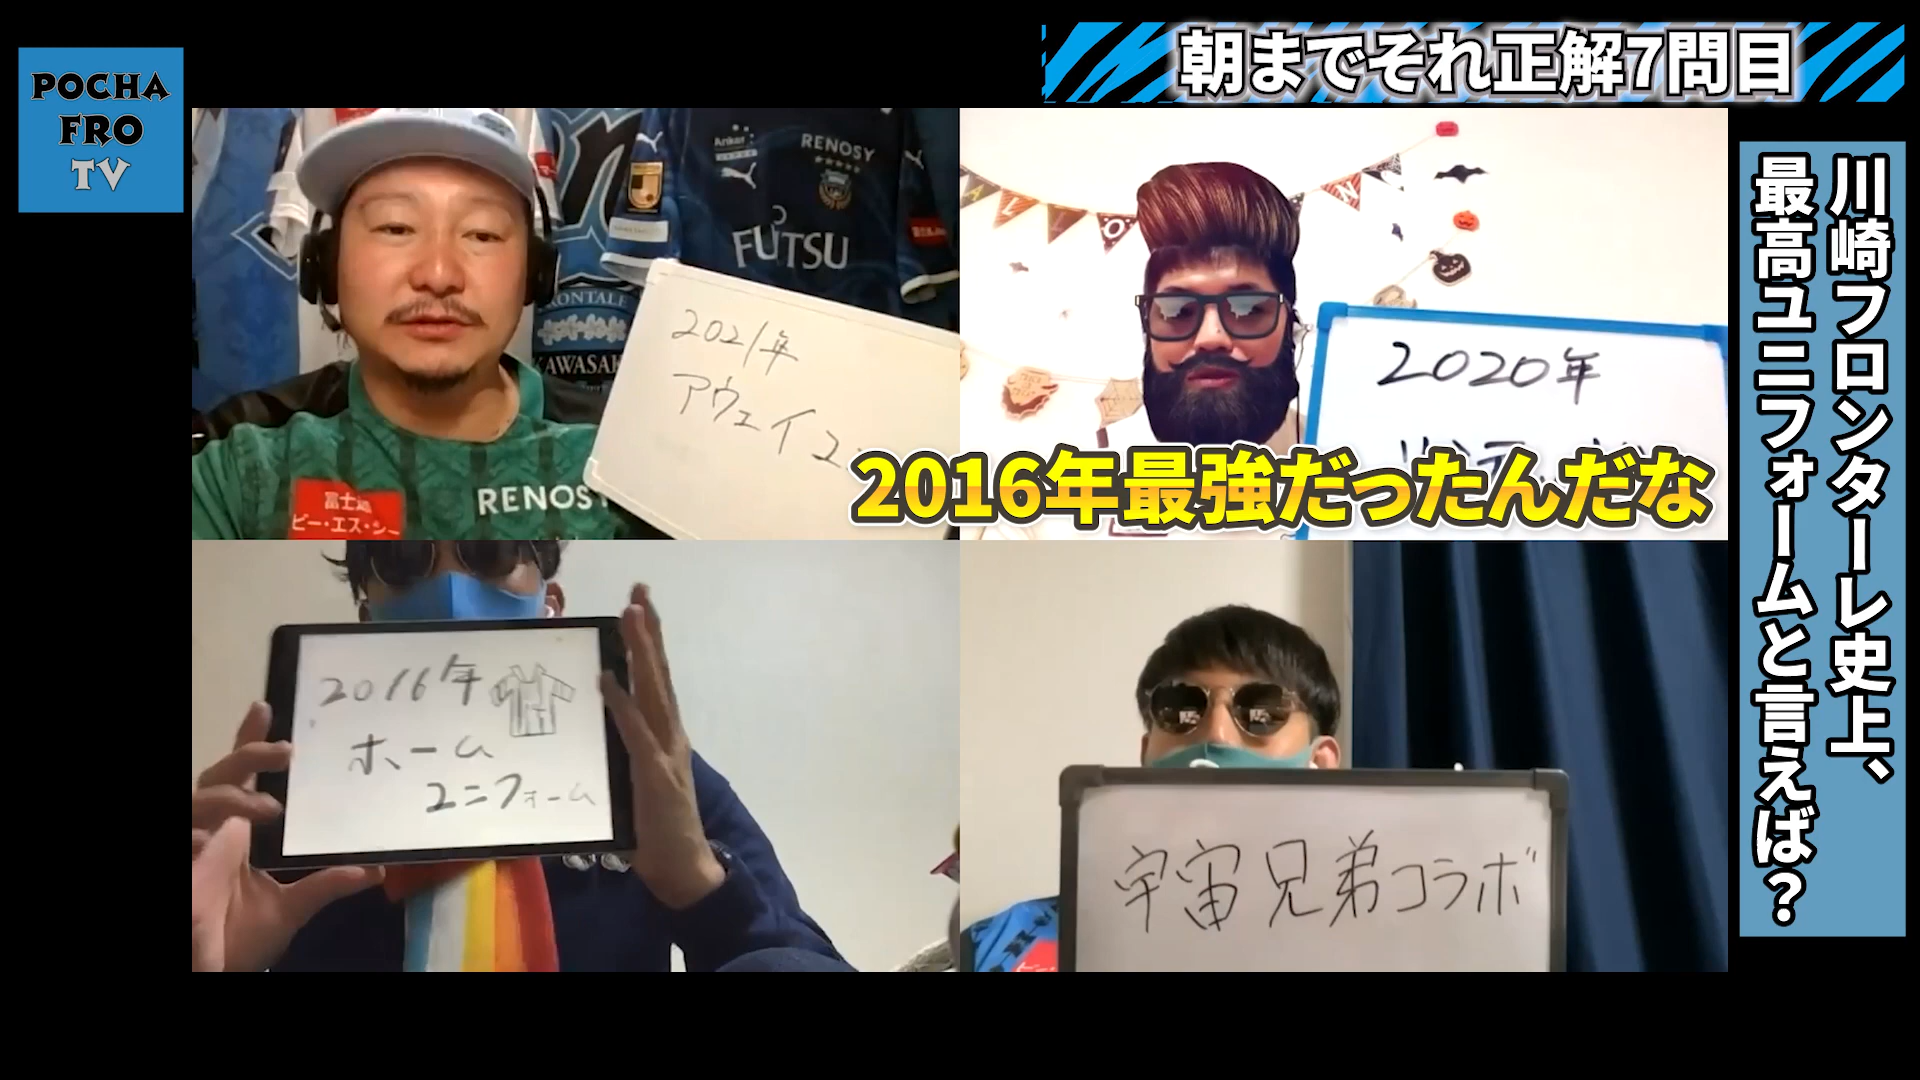 POCHA
FRO
TV
朝までそれ正解7問目
川崎フロンターレ史上、
最高ユニフォームと言えば?
Anker
RENOSY
FUJITSU
FRONTALE
KAWASAKI
富士通
ビー・エス・シー
RENOSY
2021年
アウェイユ
2020年
2016年最強だったんだな
2016年
ホーム
ユニフォーム
宇宙兄弟コラボ